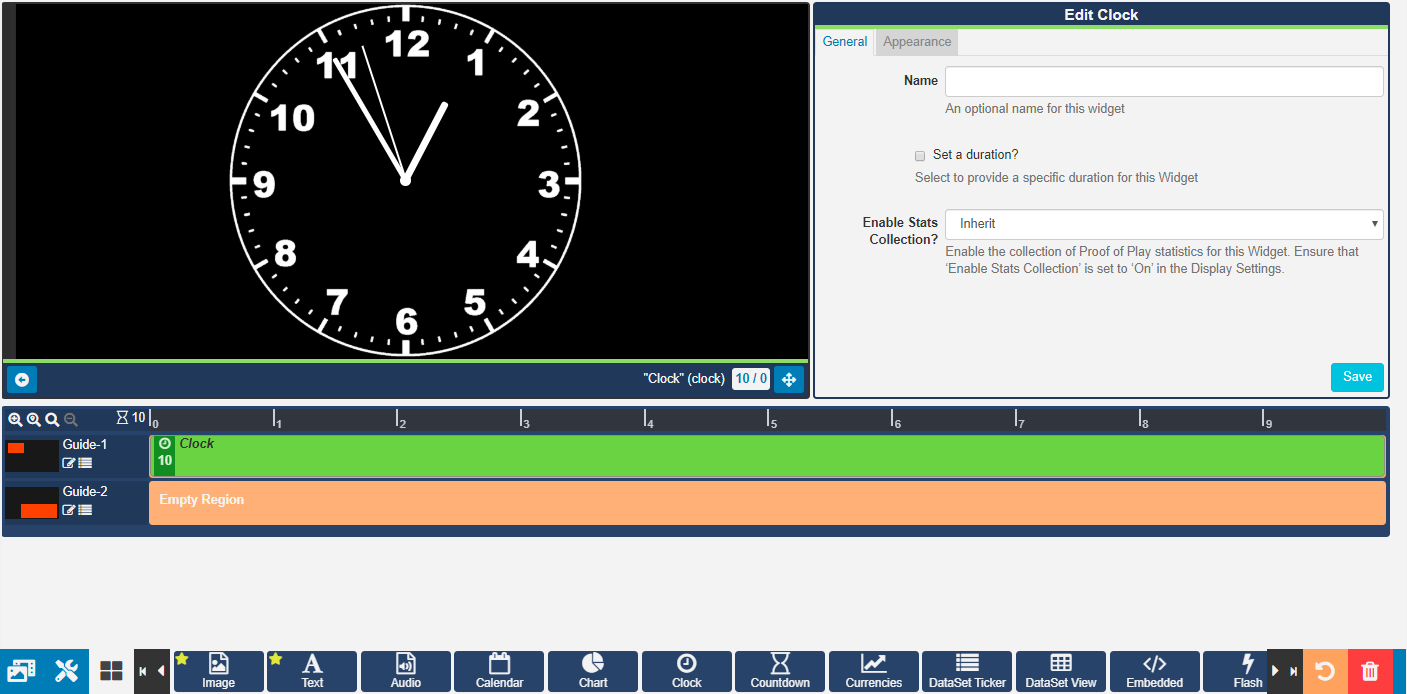 12
11
1
10
2
9
3
8
4
7
5
6
"Clock" (clock) 10 / 0
Edit Clock
General Appearance
Name
An optional name for this widget
Set a duration?
Select to provide a specific duration for this Widget
Enable Stats
Collection?
Inherit
Enable the collection of Proof of Play statistics for this Widget. Ensure that
‘Enable Stats Collection’ is set to ‘On’ in the Display Settings.
Save
10 0 1 2 3 4 5 6 7 8 9
Guide-1
Clock
10
Guide-2
Empty Region
Image Text Audio Calendar Chart Clock Countdown Currencies DataSet Ticker DataSet View Embedded Flash